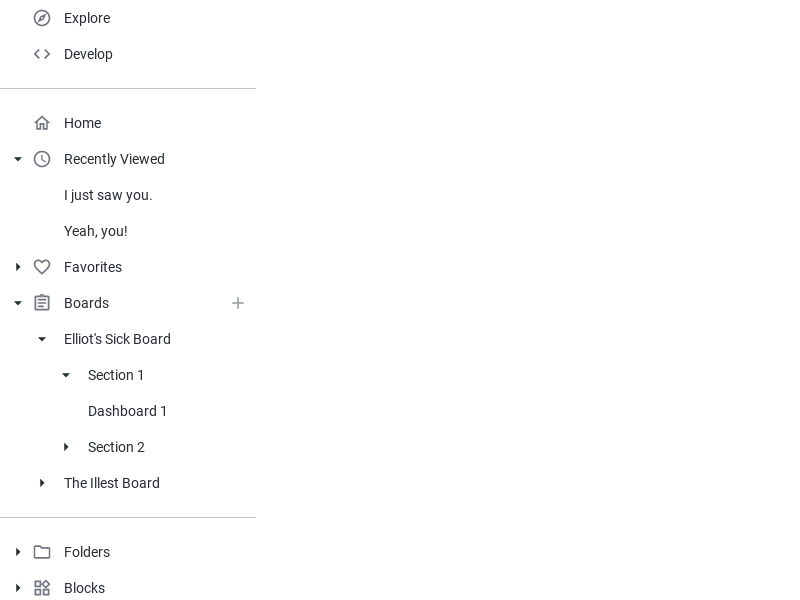 Explore
Develop
Home
Recently Viewed
I just saw you.
Yeah, you!
Favorites
Boards
Elliot's Sick Board
Section 1
Dashboard 1
Section 2
The Illest Board
Folders
Blocks